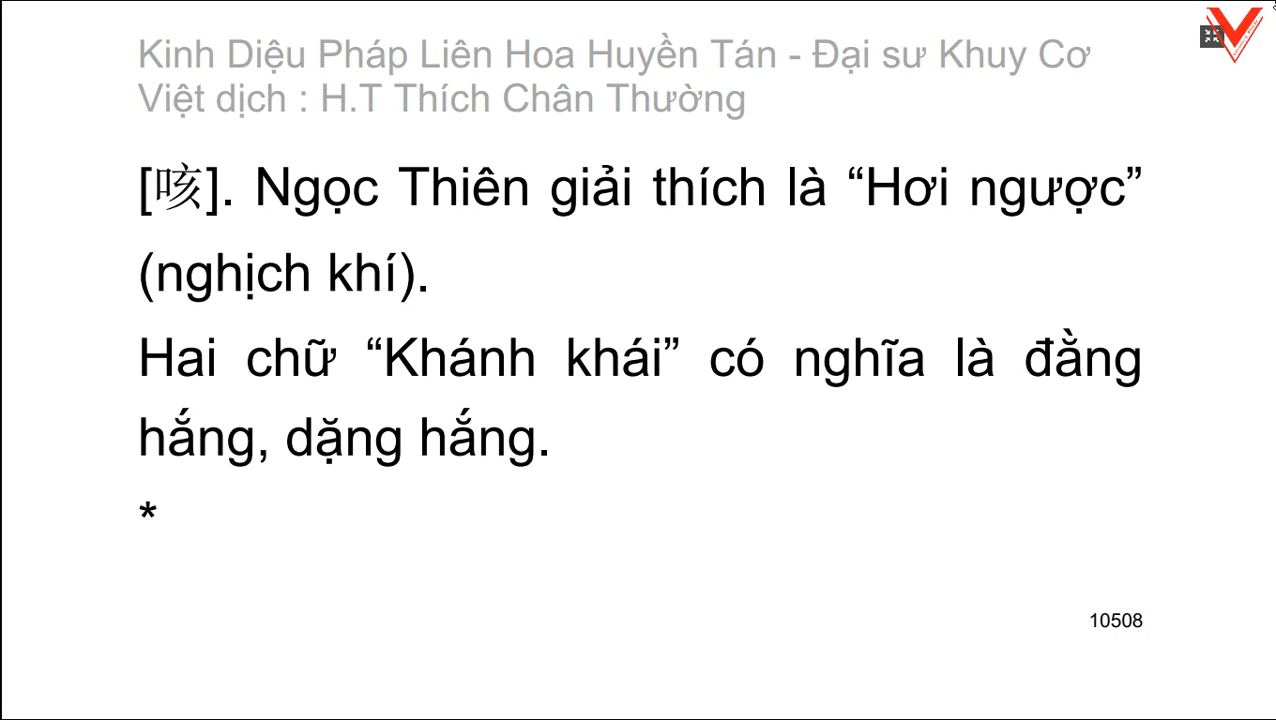 Kinh Diệu Pháp Liên Hoa Huyền Tán - Đại sư Khuy Cơ
Việt dịch : H.T Thích Chân Thường
[咳]. Ngọc Thiên giải thích là “Hơi ngược”
(nghịch khí).
Hai chữ “Khánh khái” có nghĩa là đằng
hắng, dặng hắng.
*
10508